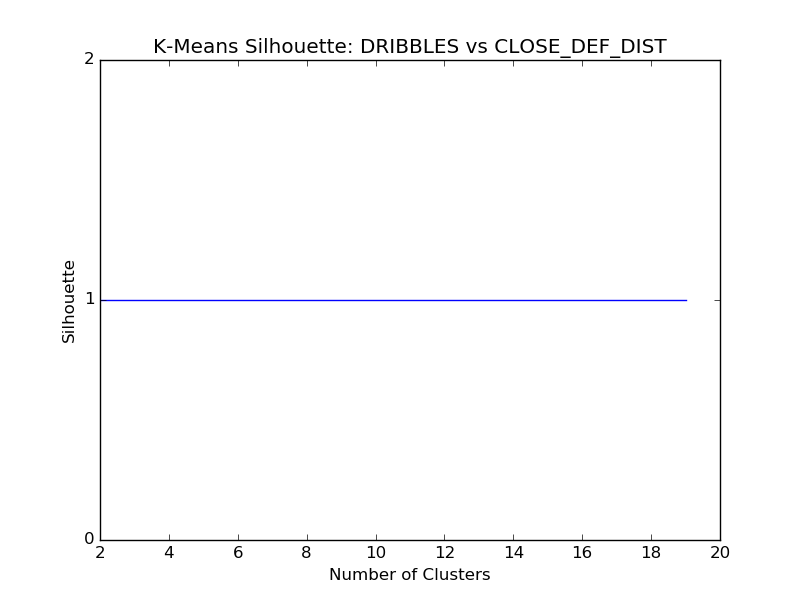 K-Means Silhouette: DRIBBLES vs CLOSE_DEF_DIST
2
1
0
Silhouette
2 4 6 8 10 12 14 16 18 20
Number of Clusters